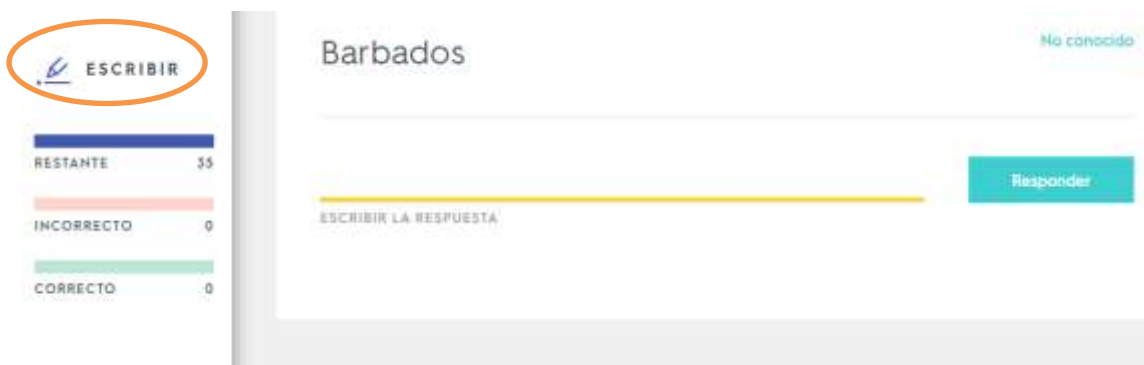 ESCRIBIR
RESTANTE 35
INCORRECTO 0
CORRECTO 0
Barbados
No conocido
Responder
ESCRIBIR LA RESPUESTA